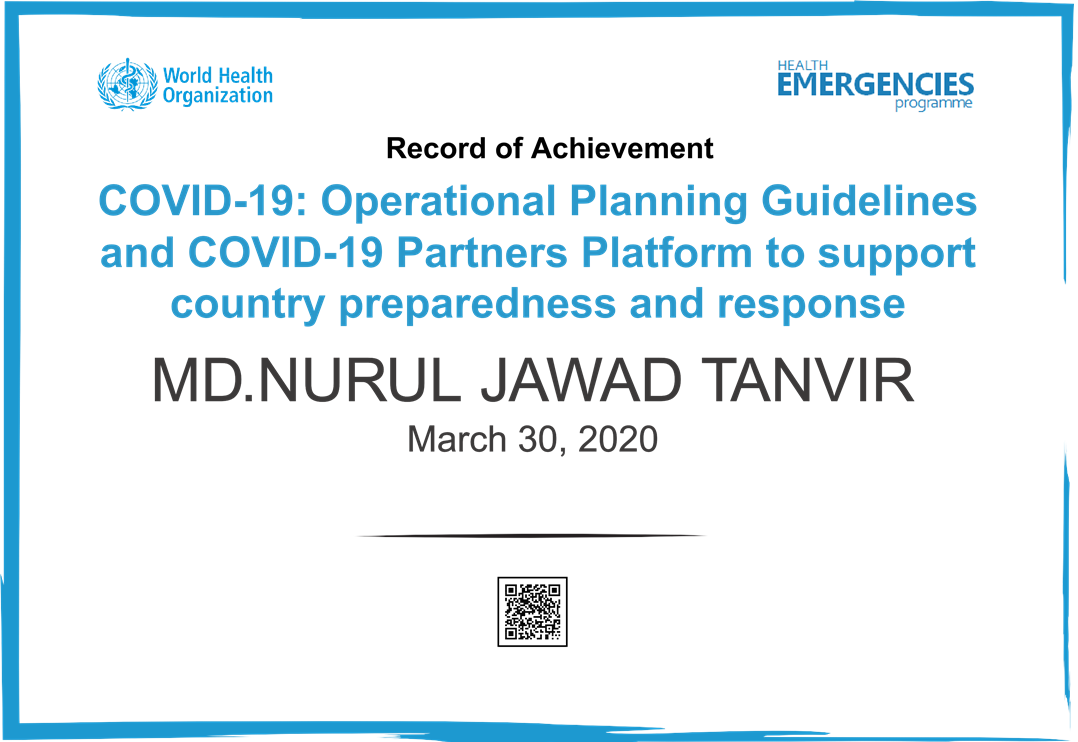 World Health
Organization
HEALTH
EMERGENCIES
programme
Record of Achievement
COVID-19: Operational Planning Guidelines
and COVID-19 Partners Platform to support
country preparedness and response
MD.NURUL JAWAD TANVIR
March 30, 2020